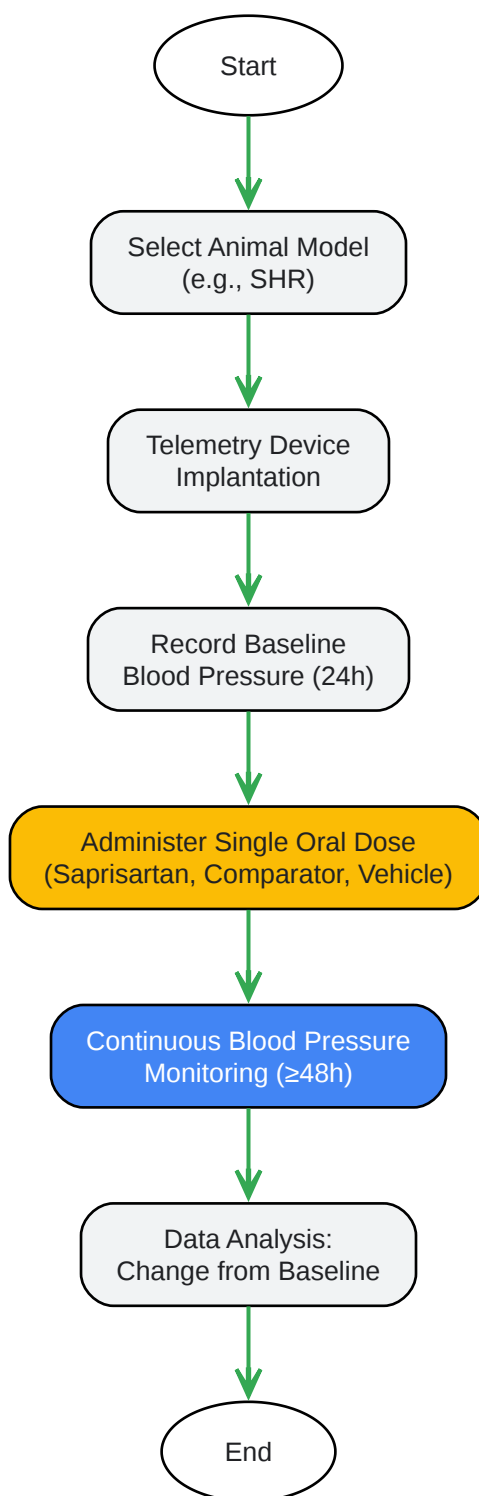 Start
Select Animal Model
(e.g., SHR)
Telemetry Device
Implantation
Record Baseline
Blood Pressure (24h)
Administer Single Oral Dose
(Saprisartan, Comparator, Vehicle)
Continuous Blood Pressure
Monitoring (≥48h)
Data Analysis:
Change from Baseline
End